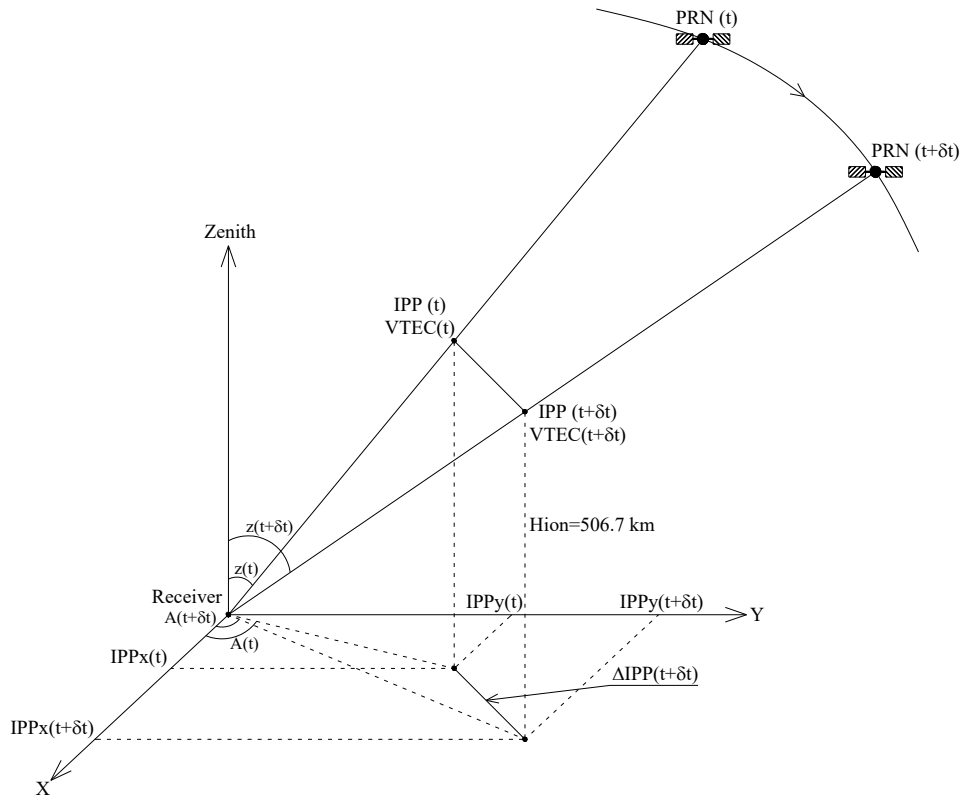 PRN (t)
PRN (t+δt)
Zenith
IPP (t)
VTEC(t)
IPP (t+δt)
VTEC(t+δt)
z(t+δt)
Hion=506.7 km
z(t)
Receiver
IPPy(t)
IPPy(t+δt)
A(t+δt)
Y
A(t)
IPPx(t)
ΔIPP(t+δt)
IPPx(t+δt)
X